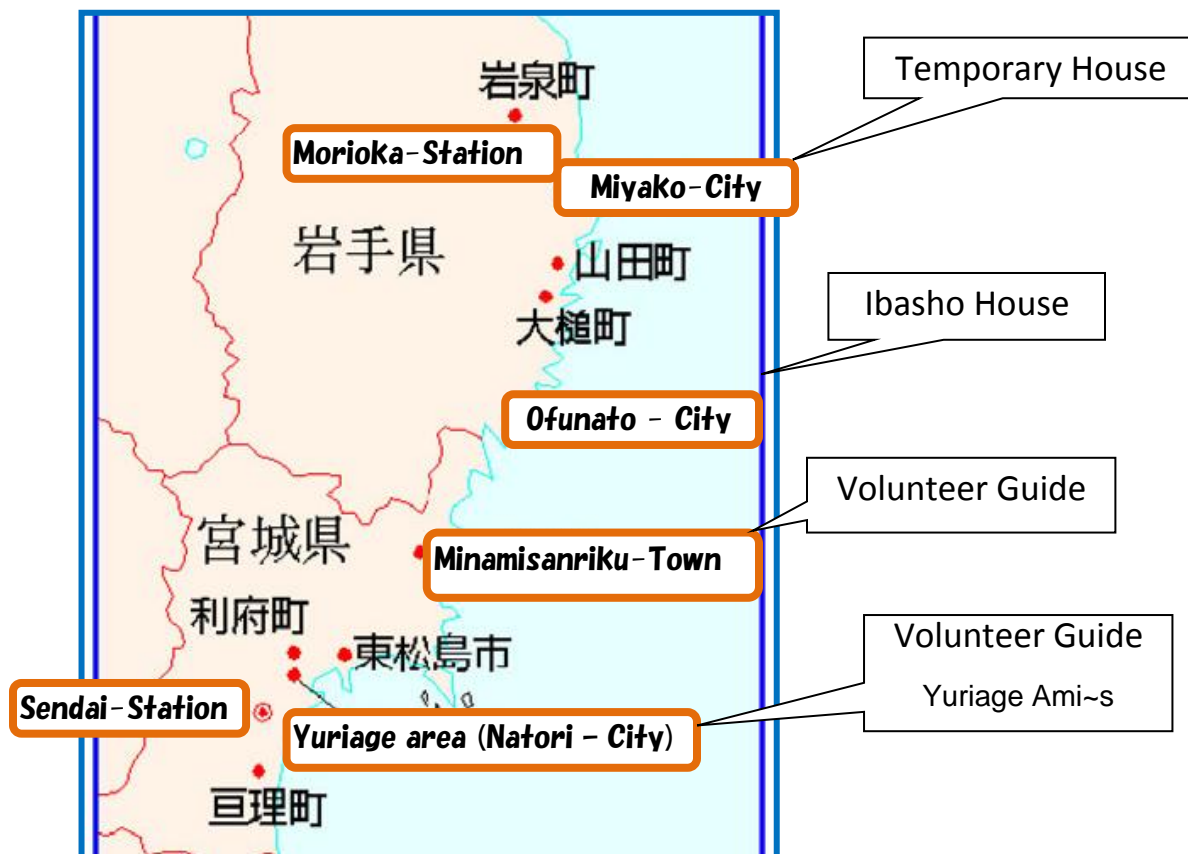 Temporary House
岩泉町
Morioka-Station
Miyako-City
岩手県
山田町
大槌町
Ibasho House
Ofunato - City
Volunteer Guide
宮城県
Minamisanriku-Town
利府町
東松島市
Volunteer Guide
Yuriage Ami~s
Sendai-Station
Yuriage area (Natori - City)
亘理町